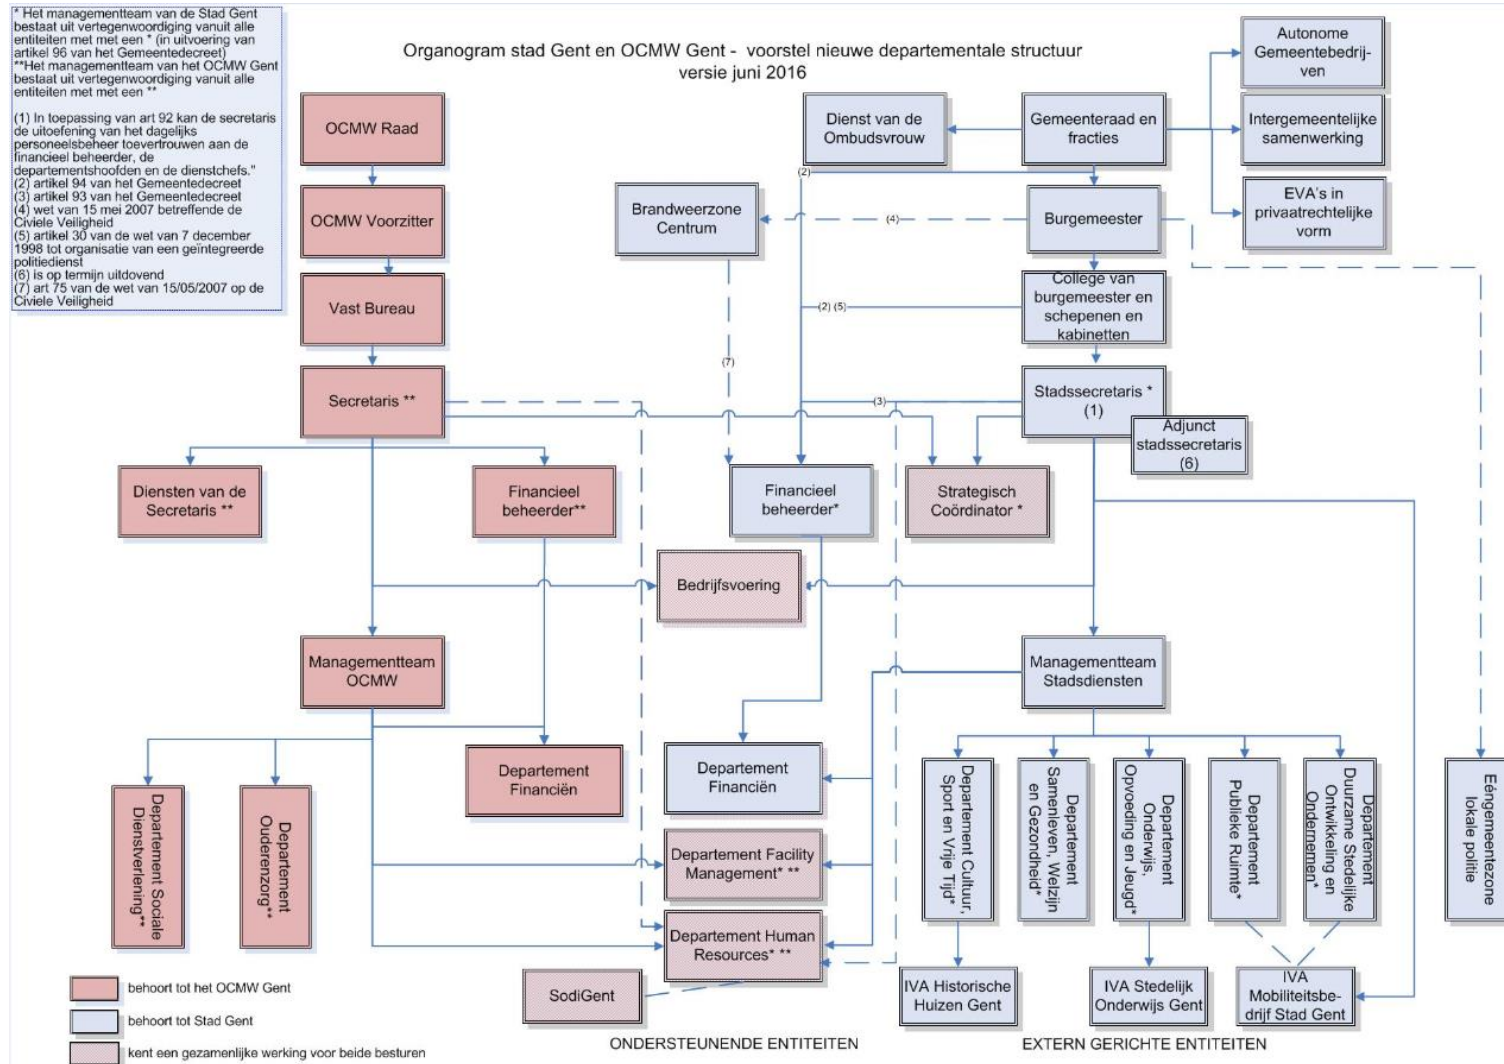 * Het managementteam van de Stad Gent
bestaat uit vertegenwoordiging vanuit alle
entiteiten met met een * (in uitvoering van
artikel 96 van het Gemeentedecreet)
**Het managementteam van het OCMW Gent
bestaat uit vertegenwoordiging vanuit alle
entiteiten met met een **
(1) In toepassing van art 92 kan de secretaris
de uitoefening van het dagelijks
personeelsbeheer toevertrouwen aan de
financieel beheerder, de
departementshoofden en de dienstchefs."
(2) artikel 94 van het Gemeentedecreet
(3) artikel 93 van het Gemeentedecreet
(4) wet van 15 mei 2007 betreffende de
Civiele Veiligheid
(5) artikel 30 van de wet van 7 december
1998 tot organisatie van een geïntegreerde
politiedienst
(6) is op termijn uitdovend
(7) art 75 van de wet van 15/05/2007 op de
Civiele Veiligheid
Organogram stad Gent en OCMW Gent - voorstel nieuwe departementale structuur
versie juni 2016
Autonome
Gemeentebedrij-
ven
OCMW Raad
Dienst van de
Ombudsvrouw
Gemeenteraad en
fracties
Intergemeentelijke
samenwerking
(2)
OCMW Voorzitter
Brandweerzone
Centrum
(4)
Burgemeester
EVA's in
privaatrechtelijke
vorm
Vast Bureau
(2) (5)
College van
burgemeester en
schepenen en
kabinetten
(7)
Secretaris **
(3)
Stadssecretaris *
(1)
Adjunct
stadssecretaris
(6)
Diensten van de
Secretaris **
Financieel
beheerder**
Financieel
beheerder*
Strategisch
Coördinator *
Bedrijfsvoering
Managementteam
OCMW
Managementteam
Stadsdiensten
Departement
Financiën
Departement
Financiën
Departement Sociale
Dienstverlening**
Departement
Ouderenzorg**
Departement Cultuur,
Sport en Vrije Tijd*
Departement
Samenleven, Welzijn
en Gezondheid*
Departement
Onderwijs,
Opvoeding en Jeugd*
Departement
Publieke Ruimte*
Departement
Duurzame Stedelijke
Ontwikkeling en
Ondernemen*
Eéngemeentezone
lokale politie
Departement Facility
Management* **
Departement Human
Resources* **
SodiGent
IVA Historische
Huizen Gent
IVA Stedelijk
Onderwijs Gent
IVA
Mobiliteitsbe-
drijf Stad Gent
behoort tot het OCMW Gent
behoort tot Stad Gent
kent een gezamenlijke werking voor beide besturen
ONDERSTEUNENDE ENTITEITEN
EXTERN GERICHTE ENTITEITEN